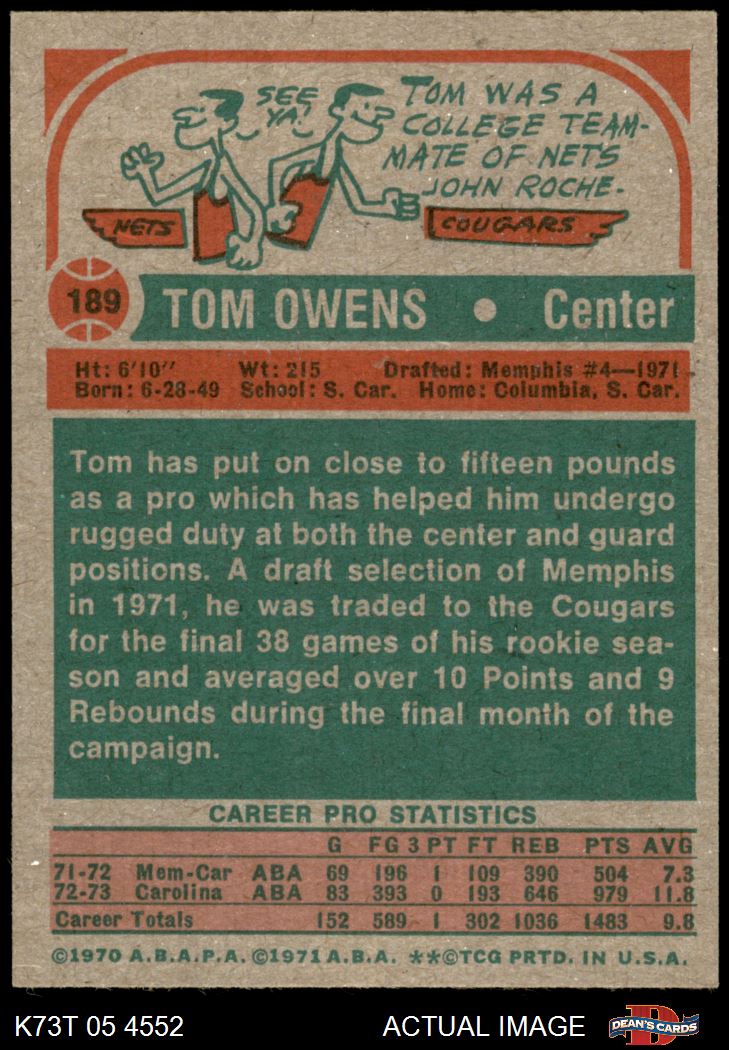 SEE
YA!
TOM WAS A
COLLEGE TEAM-
MATE OF NETS
JOHN ROCHE.
NETS
COUGARS
189 TOM OWENS • Center
Ht: 6'10" Wt: 215 Drafted: Memphis #4—1971
Born: 6-28-49 School: S. Car. Home: Columbia, S. Car.
Tom has put on close to fifteen pounds
as a pro which has helped him undergo
rugged duty at both the center and guard
positions. A draft selection of Memphis
in 1971, he was traded to the Cougars
for the final 38 games of his rookie sea-
son and averaged over 10 Points and 9
Rebounds during the final month of the
campaign.
CAREER PRO STATISTICS
G FG 3 PT FT REB PTS AVG
71-72 Mem-Car ABA 69 196 1 109 390 504 7.3
72-73 Carolina ABA 83 393 0 193 646 979 11.8
Career Totals 152 589 1 302 1036 1483 9.8
©1970 A.B.A.P.A. ©1971 A.B.A. **©TCG PRTD. IN U.S.A.
K73T 05 4552 ACTUAL IMAGE D DEAN'S CARDS